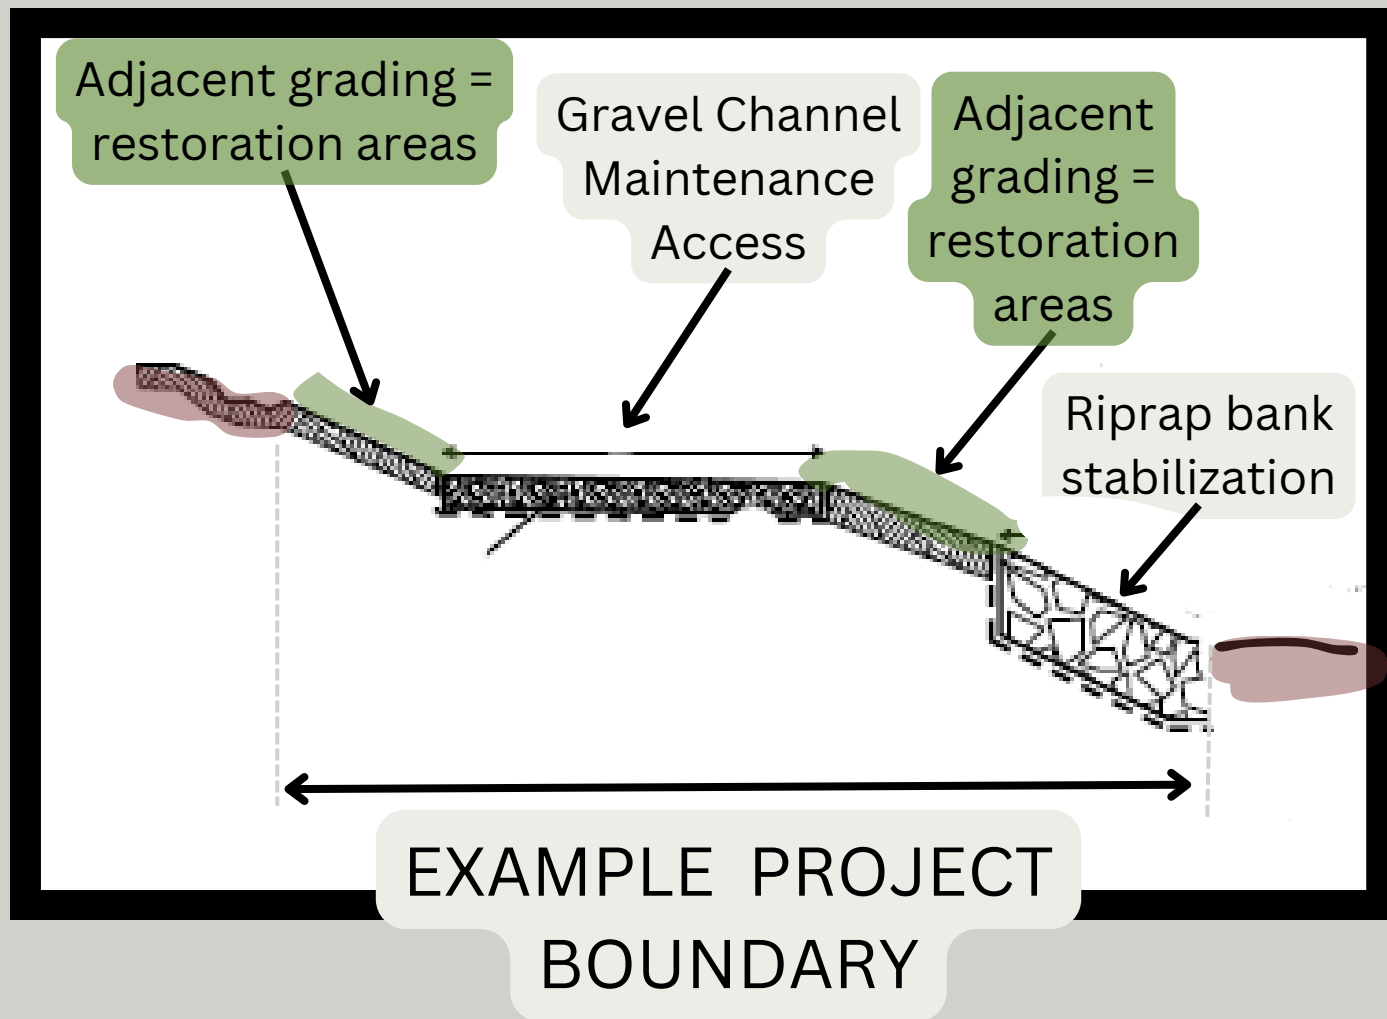 Adjacent grading =
restoration areas
Gravel Channel
Maintenance
Access
Adjacent
grading =
restoration
areas
Riprap bank
stabilization
EXAMPLE PROJECT
BOUNDARY